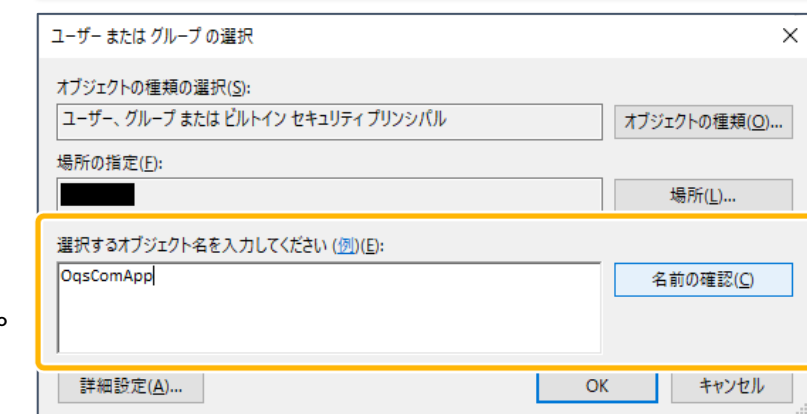 ユーザー または グループ の選択
オブジェクトの種類の選択(S):
ユーザー、グループ または ビルトイン セキュリティ プリンシパル
オブジェクトの種類(O)...
場所の指定(F):
場所(L)...
選択するオブジェクト名を入力してください (例)(E):
OqsComApp
名前の確認(C)
。
詳細設定(A)...
OK
キャンセル